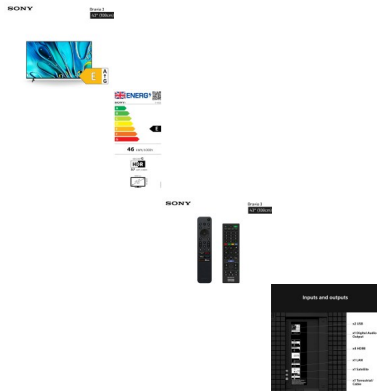 SONY
Bravia 3
43" (108cm)
E
A
G
ENERG
SONY
E
46
HDR
SONY
Bravia 3
43" (108cm)
Inputs and outputs
x2 USB
x1 Digital Audio
Output
x4 HDMI
x1 LAN
x1 Satellite
x1 Terrestrial/
Cable